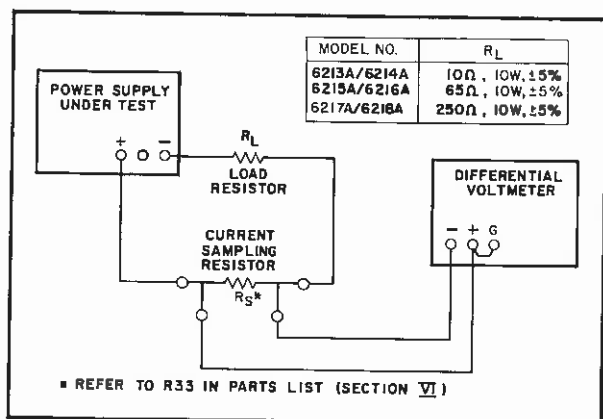 MODEL NO. RL
6213A/6214A 10Ω, 10W, ±5%
6215A/6216A 65Ω, 10W, ±5%
6217A/6218A 250Ω, 10W, ±5%
POWER SUPPLY
UNDER TEST
+ -
RL
LOAD
RESISTOR
DIFFERENTIAL
VOLTMETER
- + G
CURRENT
SAMPLING
RESISTOR
RS*
* REFER TO R33 IN PARTS LIST (SECTION VI)